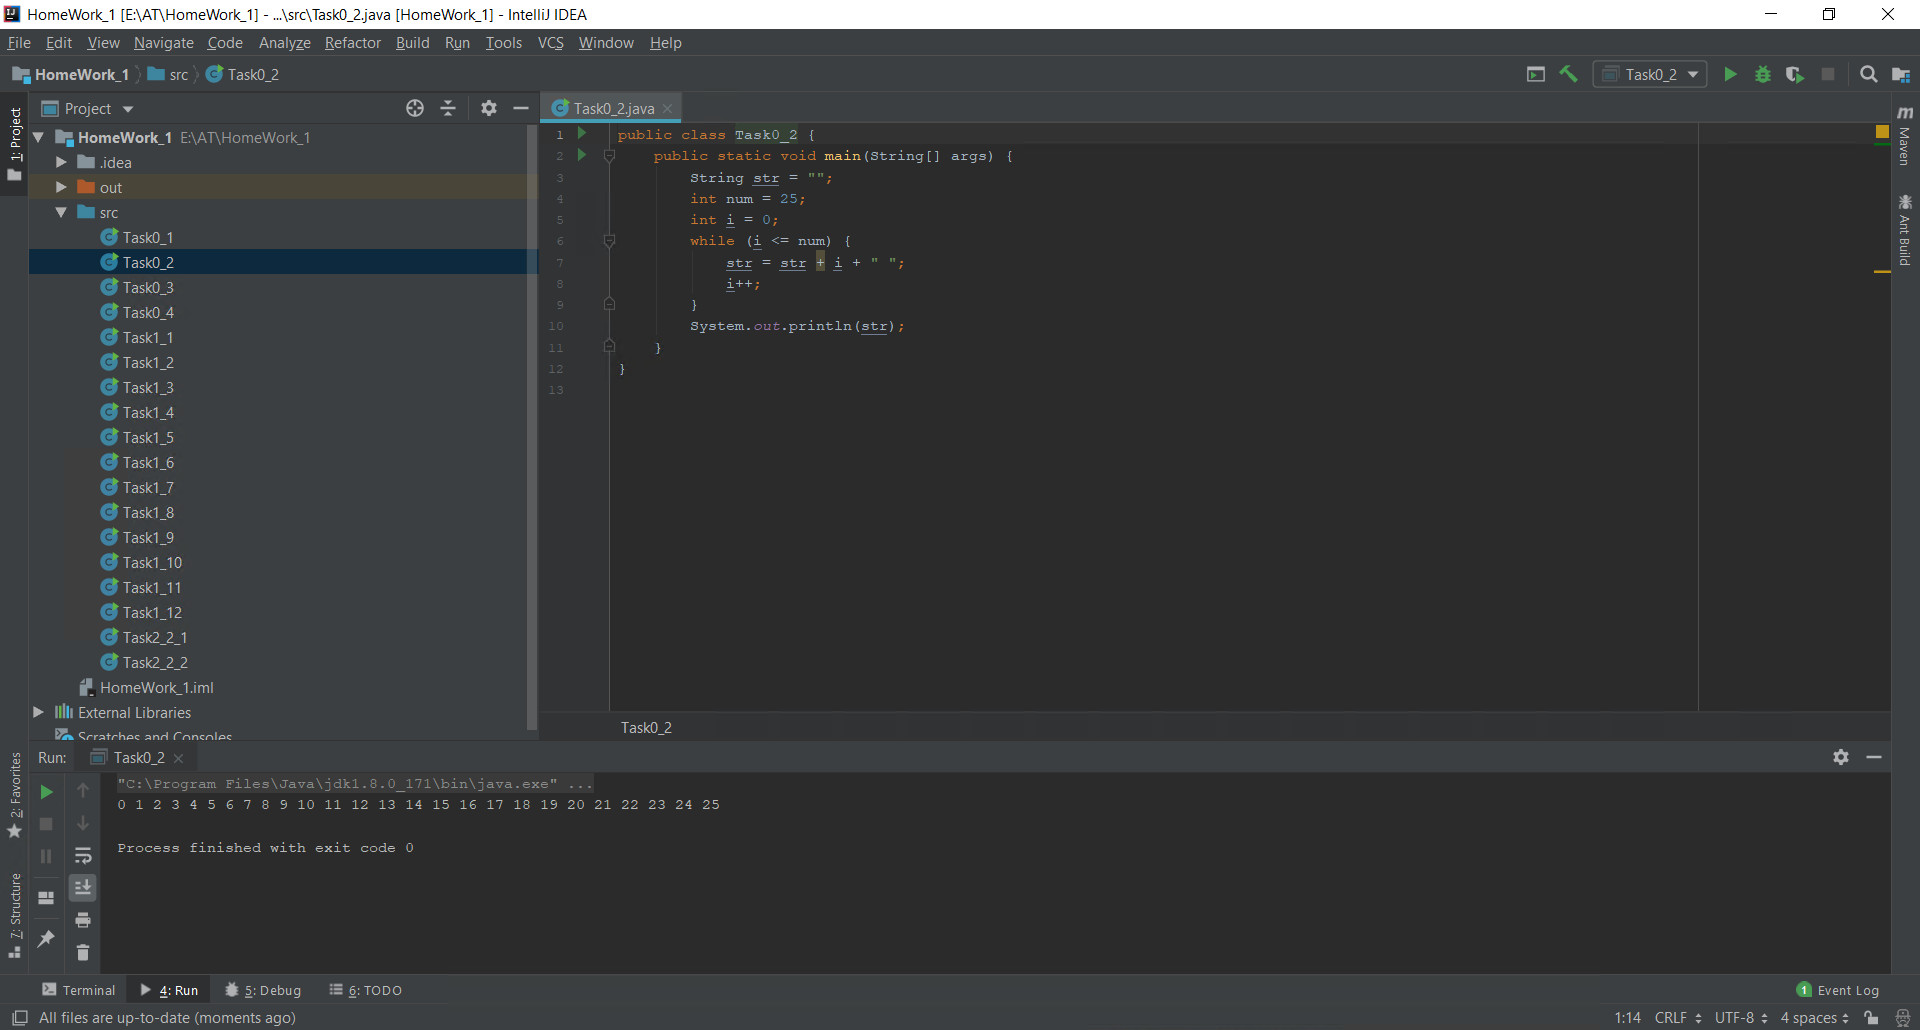 HomeWork_1 [E:\AT\HomeWork_1] - ...\src\Task0_2.java [HomeWork_1] - IntelliJ IDEA
File Edit View Navigate Code Analyze Refactor Build Run Tools VCS Window Help
HomeWork_1 src Task0_2
Task0_2
1: Project
Project
HomeWork_1 E:\AT\HomeWork_1
.idea
out
src
Task0_1
Task0_2
Task0_3
Task0_4
Task1_1
Task1_2
Task1_3
Task1_4
Task1_5
Task1_6
Task1_7
Task1_8
Task1_9
Task1_10
Task1_11
Task1_12
Task2_2_1
Task2_2_2
HomeWork_1.iml
External Libraries
Scratches and Consoles
Task0_2.java
1 public class Task0_2 {
2 public static void main(String[] args) {
3 String str = "";
4 int num = 25;
5 int i = 0;
6 while (i <= num) {
7 str = str + i + " ";
8 i++;
9 }
10 System.out.println(str);
11 }
12 }
13
Task0_2
m Maven
Ant Build
2: Favorites
7: Structure
Run: Task0_2
"C:\Program Files\Java\jdk1.8.0_171\bin\java.exe" ...
0 1 2 3 4 5 6 7 8 9 10 11 12 13 14 15 16 17 18 19 20 21 22 23 24 25
Process finished with exit code 0
Terminal 4: Run 5: Debug 6: TODO
1 Event Log
All files are up-to-date (moments ago)
1:14 CRLF UTF-8 4 spaces